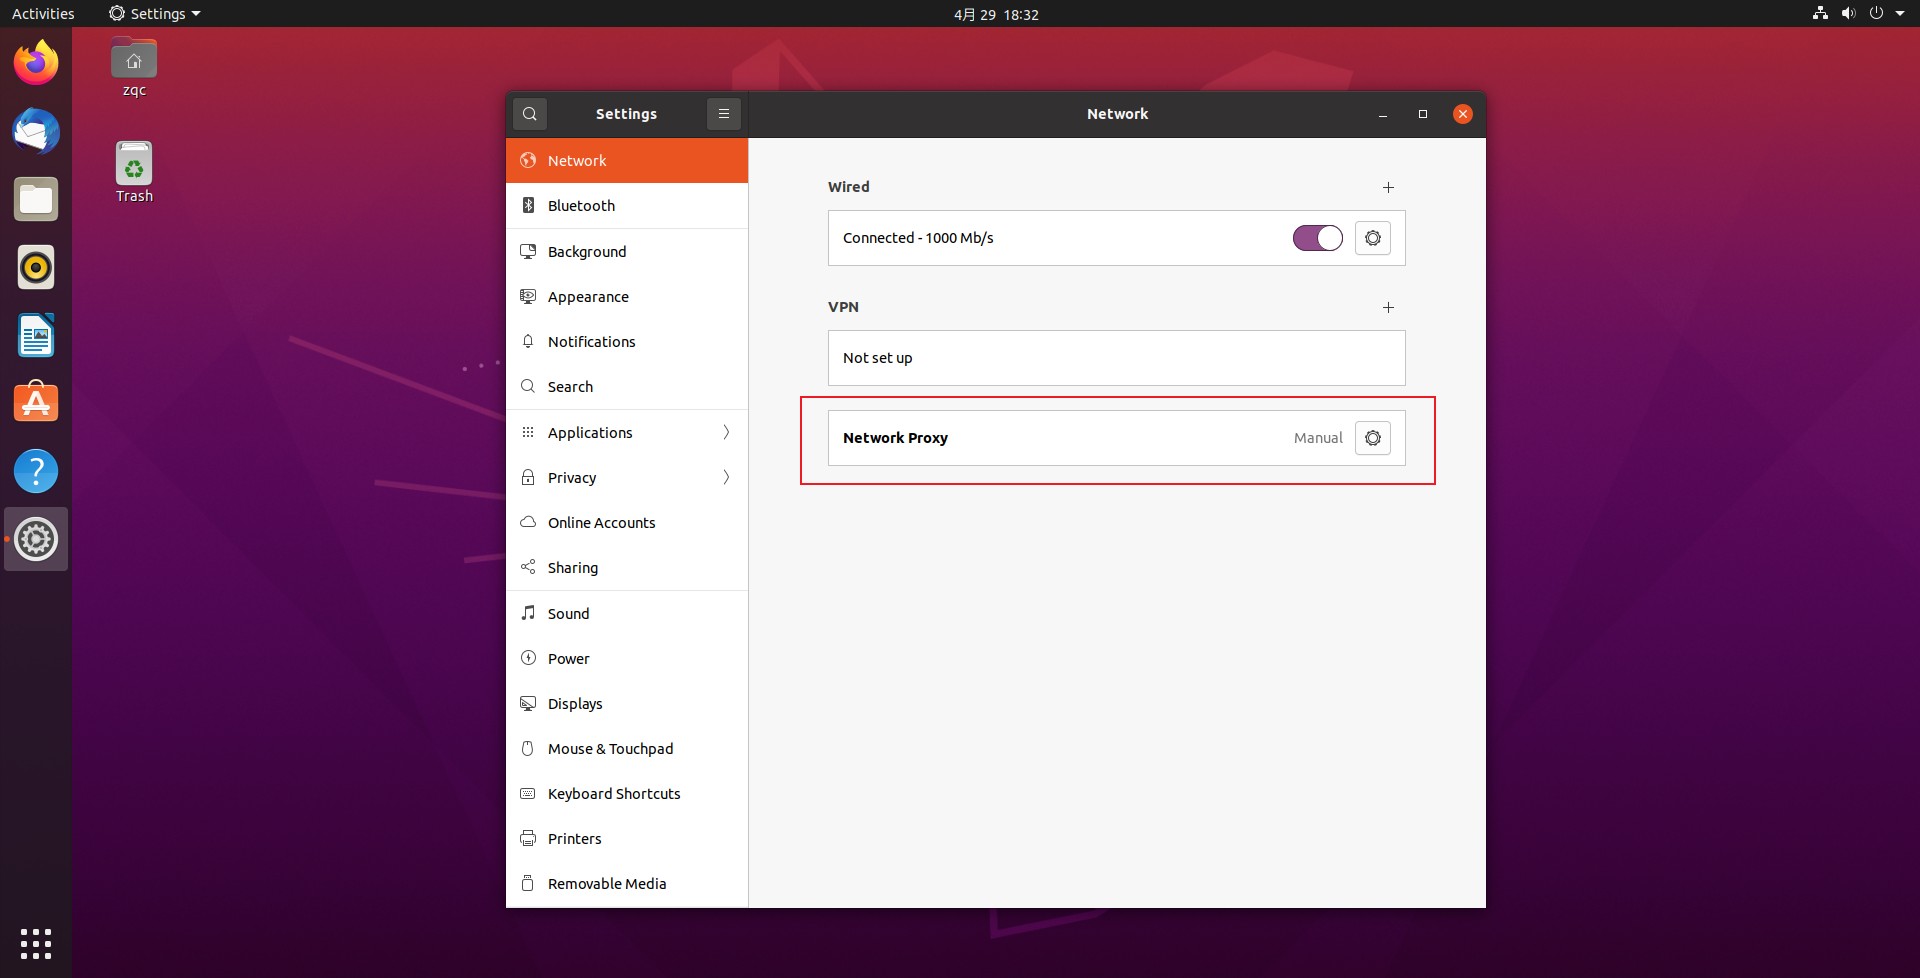 Activities
Settings
4月 29 18:32
zqc
Trash
Settings
Network
Network
Bluetooth
Background
Appearance
Notifications
Search
Applications
Privacy
Online Accounts
Sharing
Sound
Power
Displays
Mouse & Touchpad
Keyboard Shortcuts
Printers
Removable Media
Wired
Connected - 1000 Mb/s
VPN
Not set up
Network Proxy
Manual